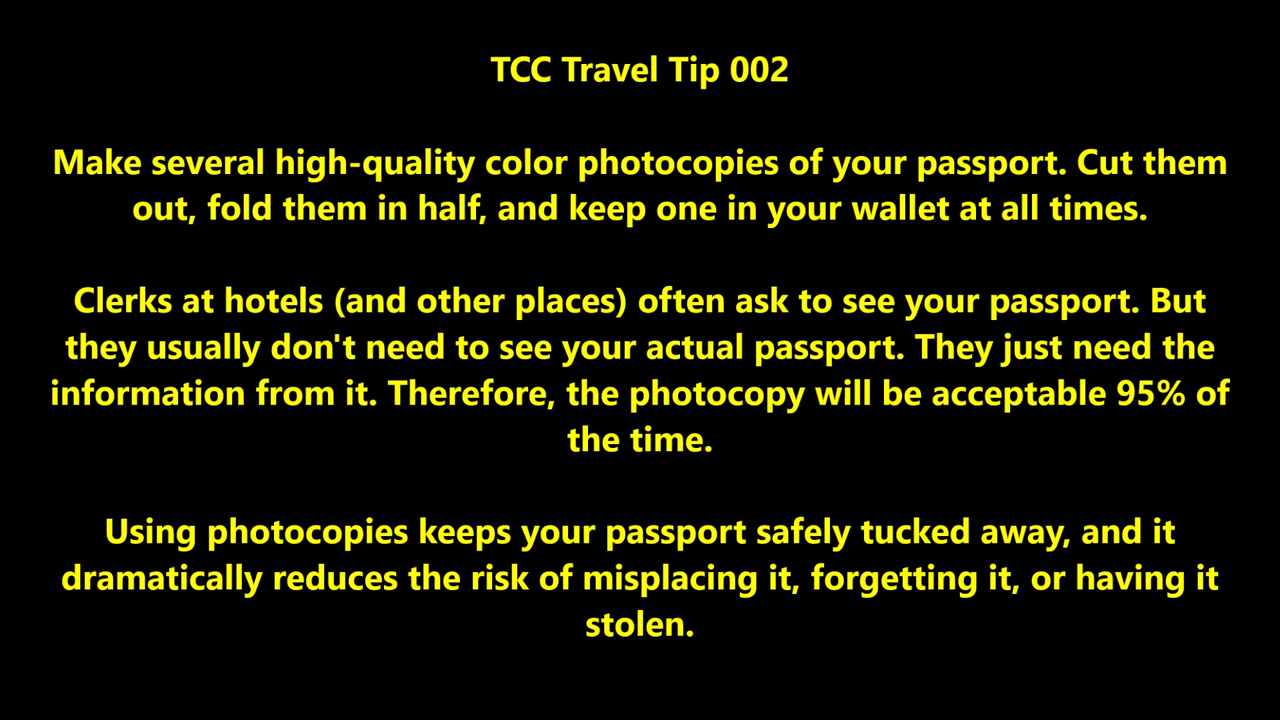 TCC Travel Tip 002
Make several high-quality color photocopies of your passport. Cut them
out, fold them in half, and keep one in your wallet at all times.
Clerks at hotels (and other places) often ask to see your passport. But
they usually don't need to see your actual passport. They just need the
information from it. Therefore, the photocopy will be acceptable 95% of
the time.
Using photocopies keeps your passport safely tucked away, and it
dramatically reduces the risk of misplacing it, forgetting it, or having it
stolen.